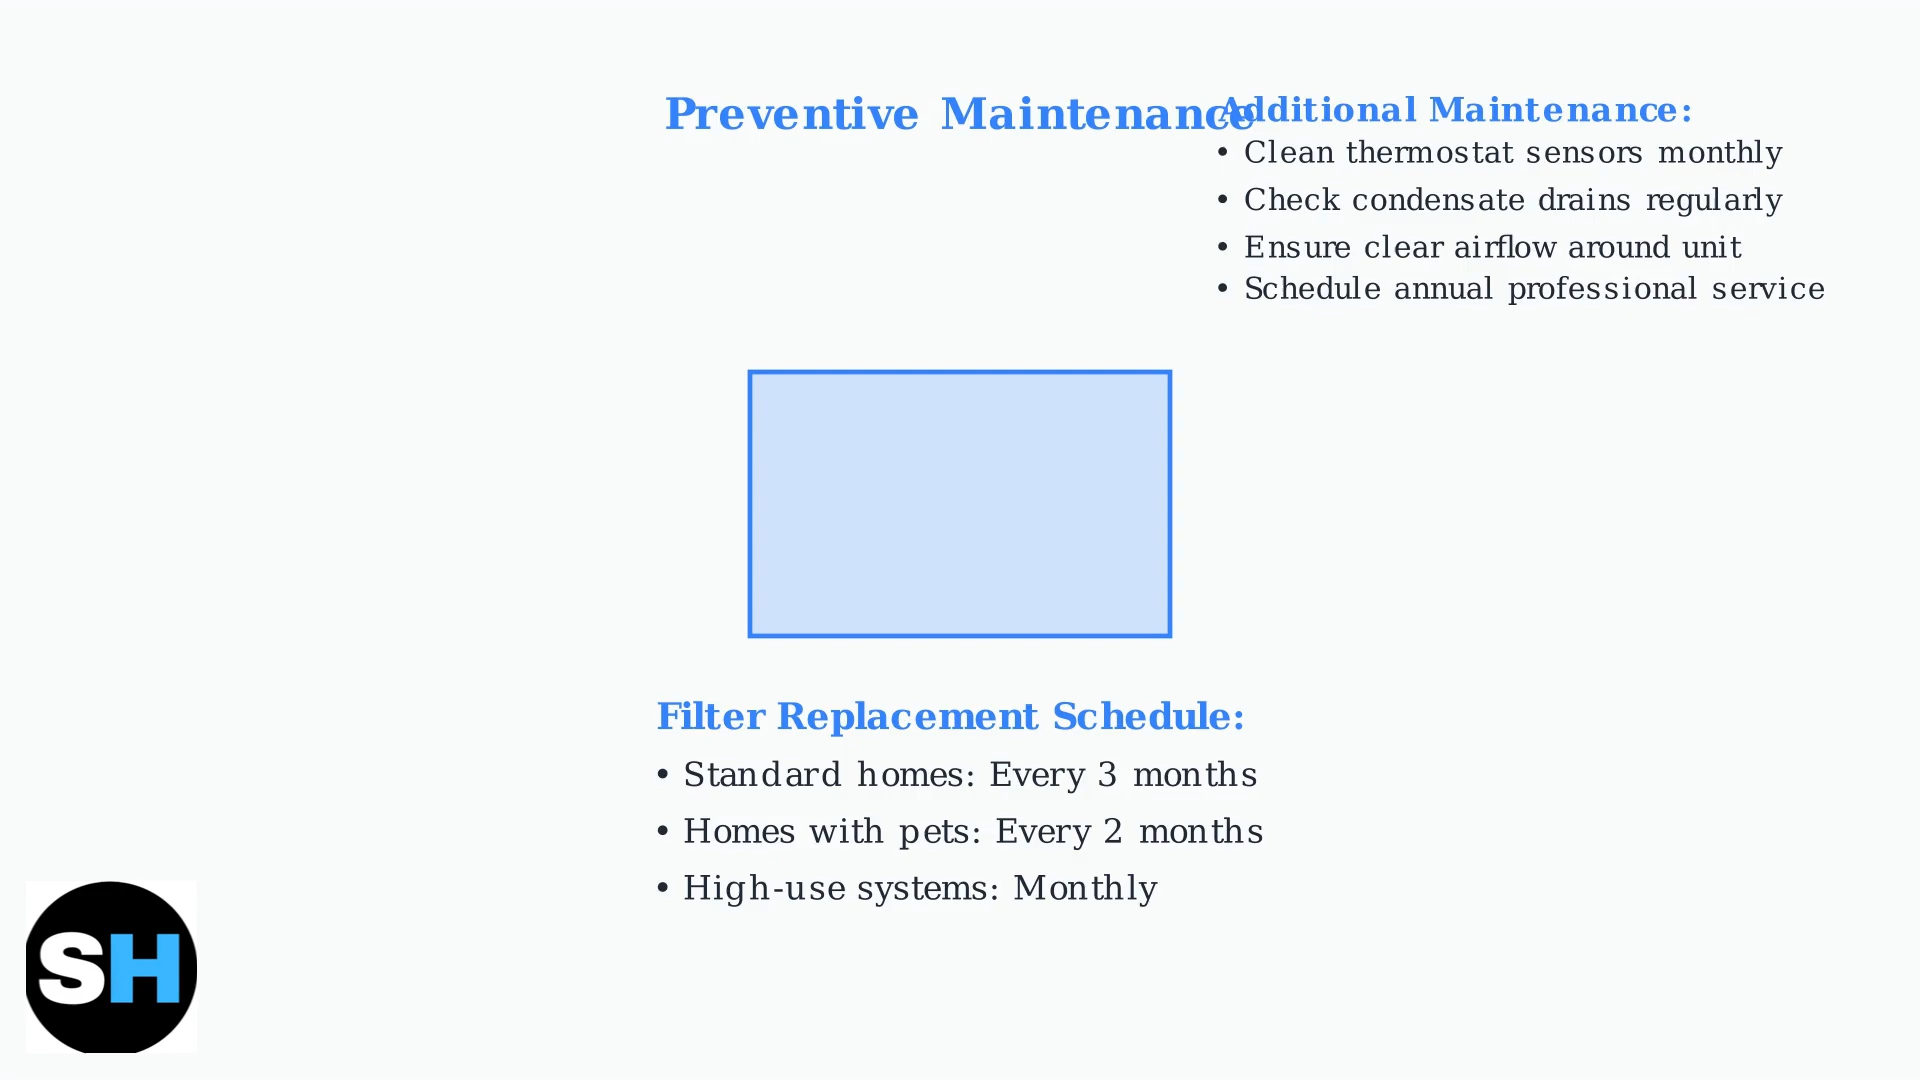 Preventive Maintenance
Additional Maintenance:
• Clean thermostat sensors monthly
• Check condensate drains regularly
• Ensure clear airflow around unit
• Schedule annual professional service
Filter Replacement Schedule:
• Standard homes: Every 3 months
• Homes with pets: Every 2 months
• High-use systems: Monthly
SH